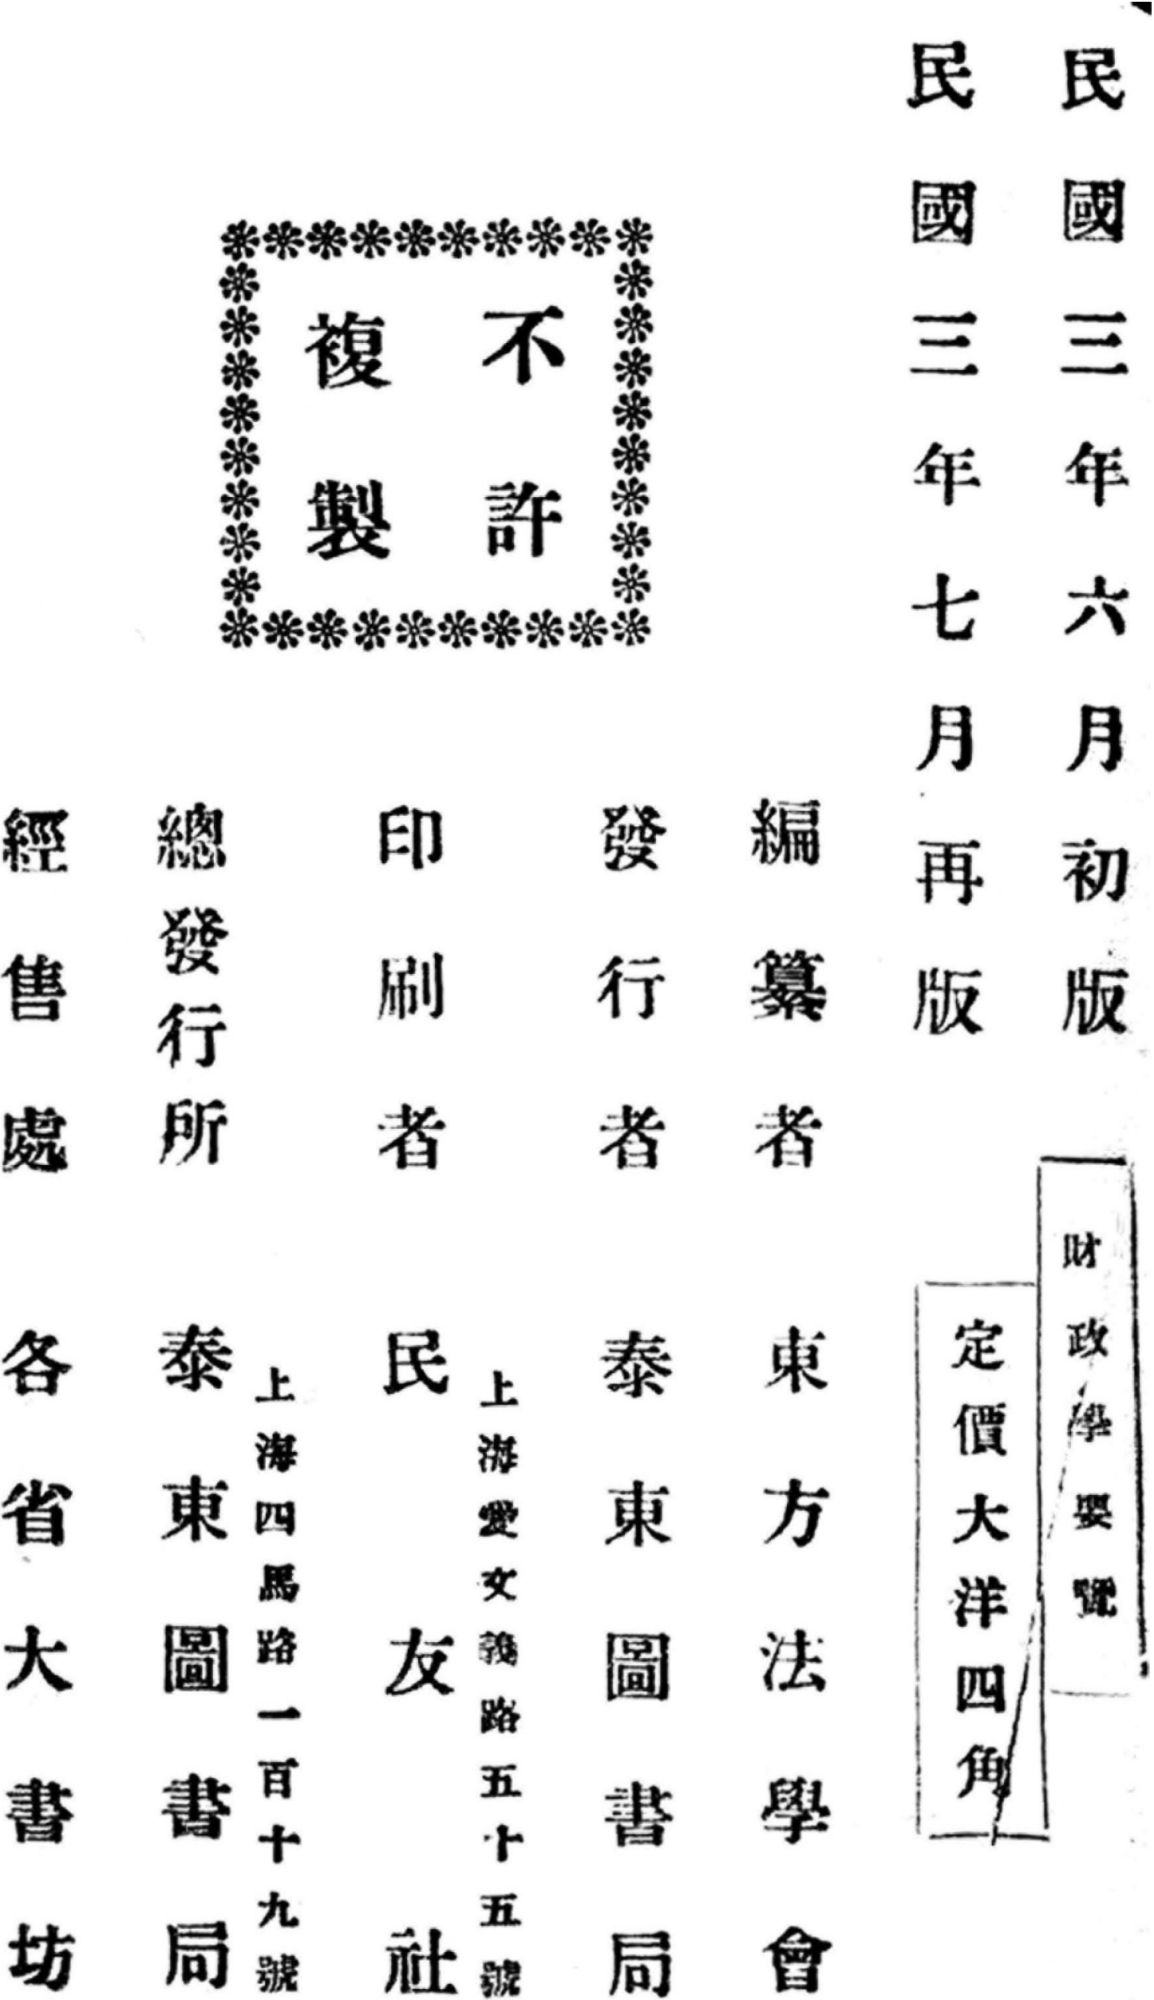 民國三年六月初版
民國三年七月再版
財政學要覽
定價大洋四角
不許
複製
編纂者 東方法學會
發行者 泰東圖書局
上海愛文義路五十五號
印刷者 民友社
上海四馬路一百十九號
總發行所 泰東圖書局
經售處 各省大書坊